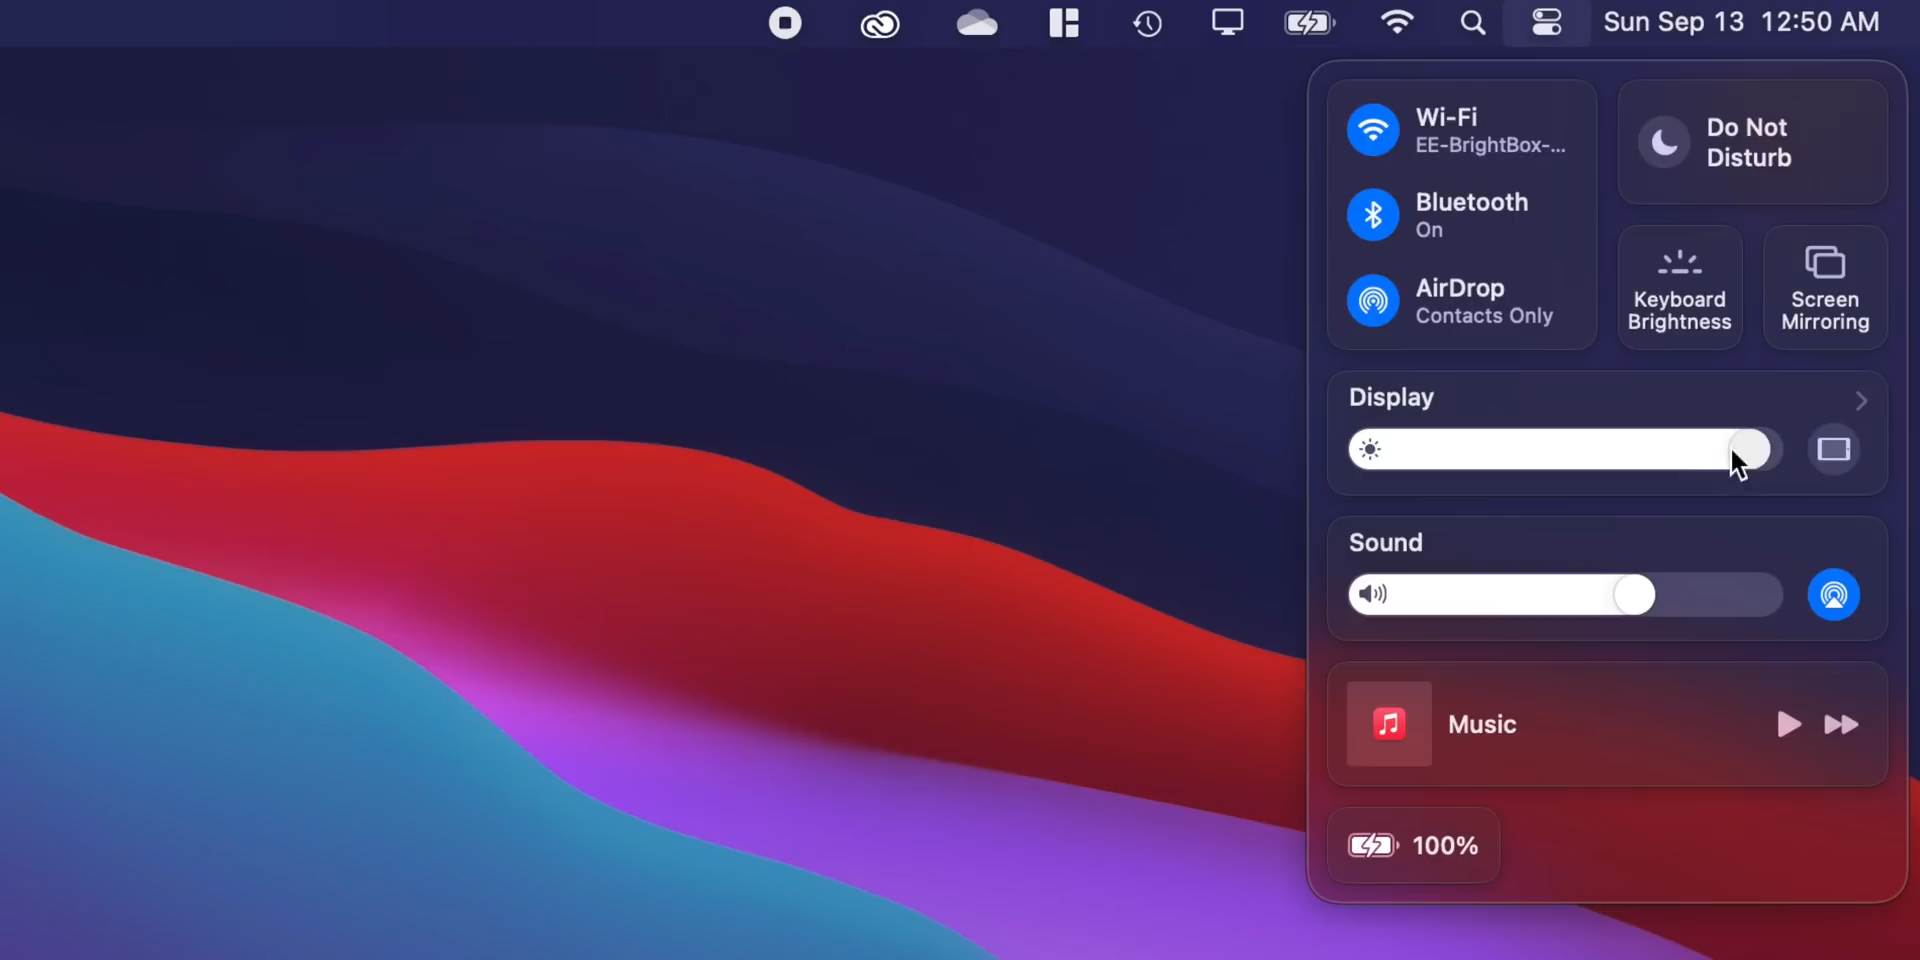 Sun Sep 13 12:50 AM
Wi-Fi
EE-BrightBox-...
Bluetooth
On
AirDrop
Contacts Only
Do Not
Disturb
Keyboard
Brightness
Screen
Mirroring
Display
Sound
Music
100%